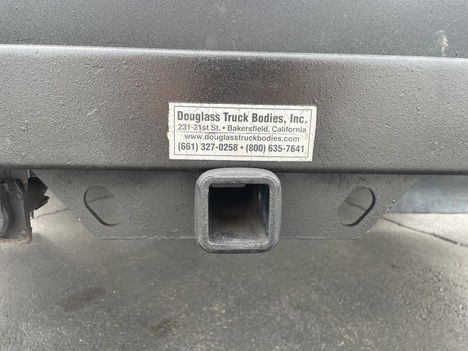 Douglass Truck Bodies, Inc.
231-21st St. • Bakersfield, California
www.douglasstruckbodies.com
(661) 327-0258 • (800) 635-7641